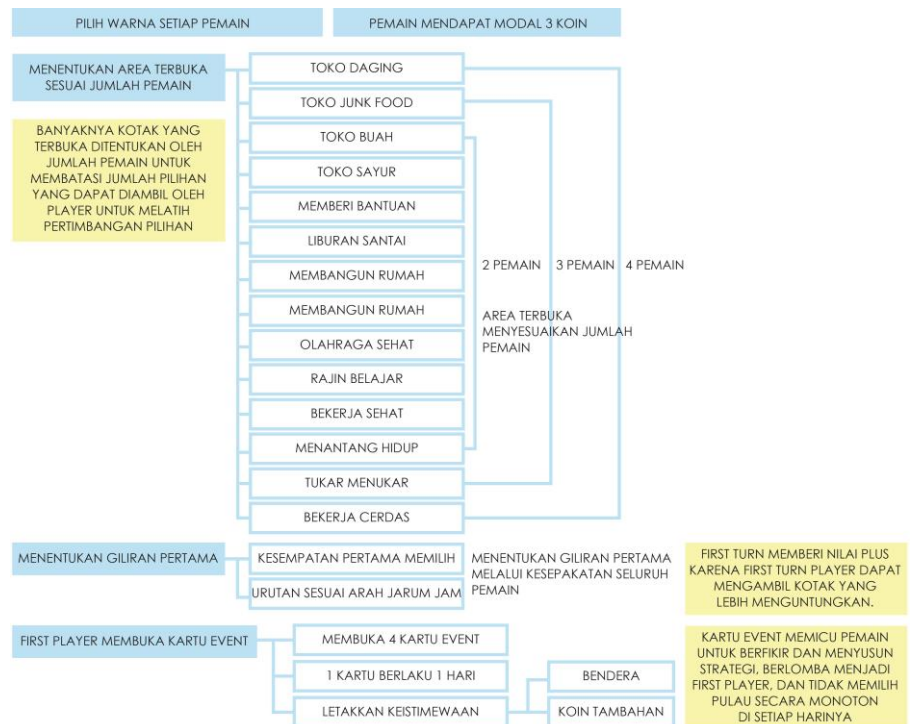 PILIH WARNA SETIAP PEMAIN
PEMAIN MENDAPAT MODAL 3 KOIN
MENENTUKAN AREA TERBUKA
SESUAI JUMLAH PEMAIN
BANYAKNYA KOTAK YANG
TERBUKA DITENTUKAN OLEH
JUMLAH PEMAIN UNTUK
MEMBATASI JUMLAH PILIHAN
YANG DAPAT DIAMBIL OLEH
PLAYER UNTUK MELATIH
PERTIMBANGAN PILIHAN
TOKO DAGING
TOKO JUNK FOOD
TOKO BUAH
TOKO SAYUR
MEMBERI BANTUAN
LIBURAN SANTAI
MEMBANGUN RUMAH
MEMBANGUN RUMAH
OLAHRAGA SEHAT
RAJIN BELAJAR
BEKERJA SEHAT
MENANTANG HIDUP
TUKAR MENUKAR
BEKERJA CERDAS
2 PEMAIN
3 PEMAIN
4 PEMAIN
AREA TERBUKA
MENYESUAIKAN JUMLAH
PEMAIN
MENENTUKAN GILIRAN PERTAMA
KESEMPATAN PERTAMA MEMILIH
URUTAN SESUAI ARAH JARUM JAM
MENENTUKAN GILIRAN PERTAMA
MELALUI KESEPAKATAN SELURUH
PEMAIN
FIRST TURN MEMBERI NILAI PLUS
KARENA FIRST TURN PLAYER DAPAT
MENGAMBIL KOTAK YANG
LEBIH MENGUNTUNGKAN.
FIRST PLAYER MEMBUKA KARTU EVENT
MEMBUKA 4 KARTU EVENT
1 KARTU BERLAKU 1 HARI
LETAKKAN KEISTIMEWAAN
BENDERA
KOIN TAMBAHAN
KARTU EVENT MEMICU PEMAIN
UNTUK BERFIKIR DAN MENYUSUN
STRATEGI, BERLOMBA MENJADI
FIRST PLAYER, DAN TIDAK MEMILIH
PULAU SECARA MONOTON
DI SETIAP HARINYA